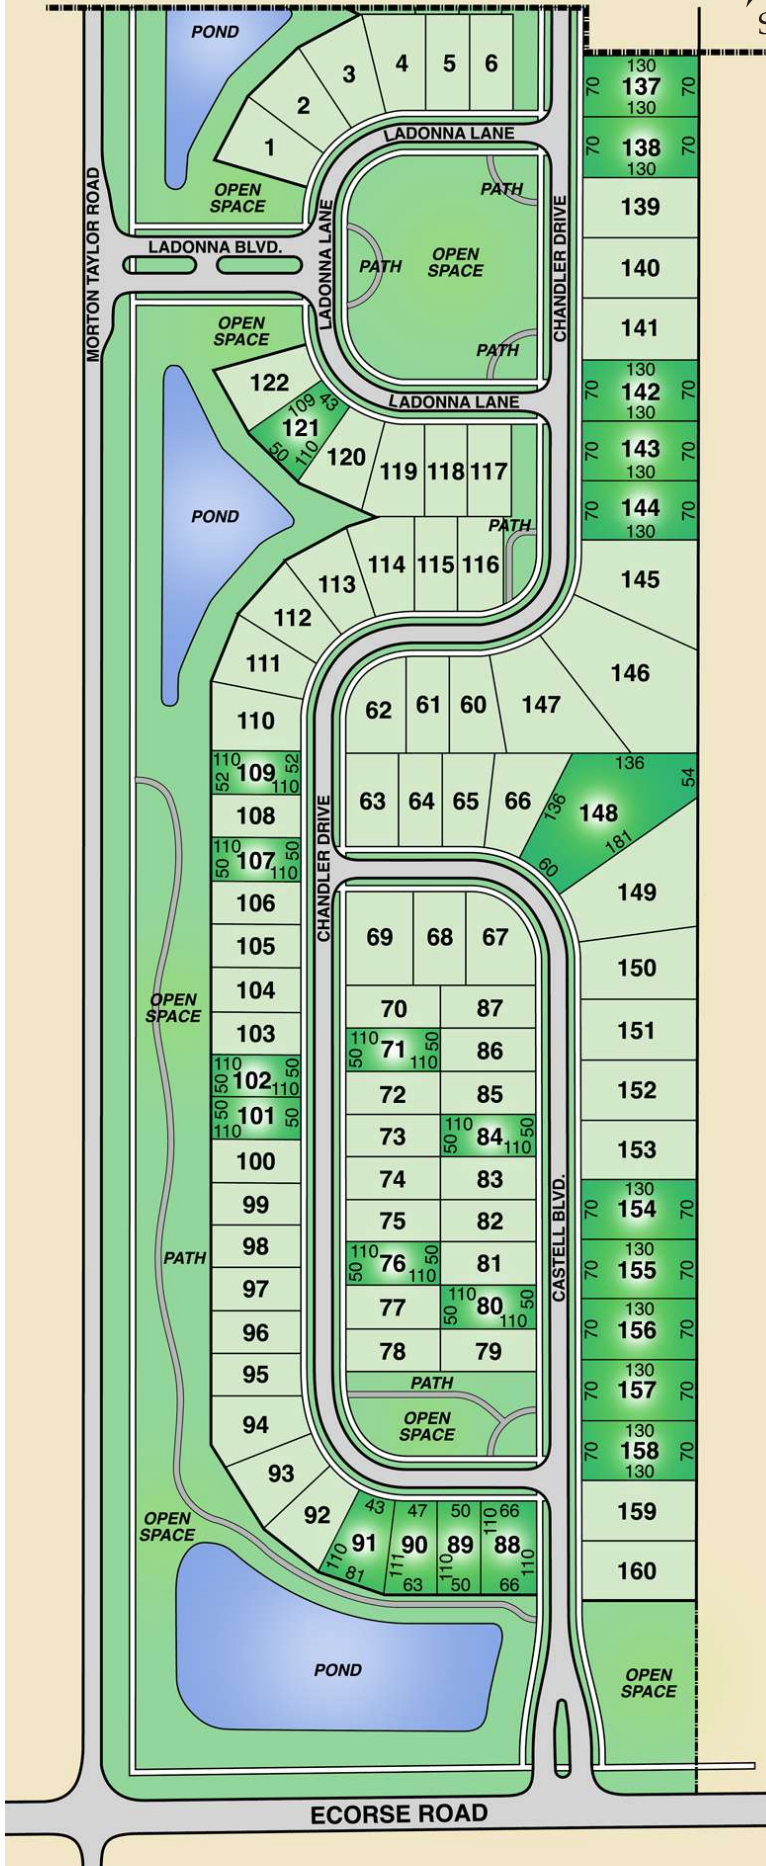 S
POND
1
2
3
4
5
6
OPEN
SPACE
LADONNA LANE
LADONNA BLVD.
LADONNA LANE
MORTON TAYLOR ROAD
PATH
PATH
OPEN
SPACE
PATH
CHANDLER DRIVE
LADONNA LANE
130
70 137 70
130
70 138 70
130
139
140
141
130
70 142 70
130
70 143 70
130
70 144 70
130
145
146
147
OPEN
SPACE
122
109 43
121
50 110
120
119
118
117
POND
PATH
116
115
114
113
112
111
110
62
61
60
110 52
109
52 110
108
110 50
107
50 110
106
105
104
103
110 50
102
50 110
50 101 50
110
100
99
98
97
96
95
94
93
92
CHANDLER DRIVE
63
64
65
66
136
54
136
148
181
60
149
150
151
152
153
130
70 154 70
130
70 155 70
130
70 156 70
130
70 157 70
130
70 158 70
130
159
160
69
68
67
70
87
110 50
71
50 110
86
72
85
73
110 50
84
50 110
74
83
75
82
110 50
76
50 110
81
77
110 50
80
50 110
78
79
CASTELL BLVD.
PATH
OPEN
SPACE
OPEN
SPACE
PATH
OPEN
SPACE
43
91
110
81
47
90
111
63
50
89
110
50
110 66
88
110
66
POND
OPEN
SPACE
ECORSE ROAD